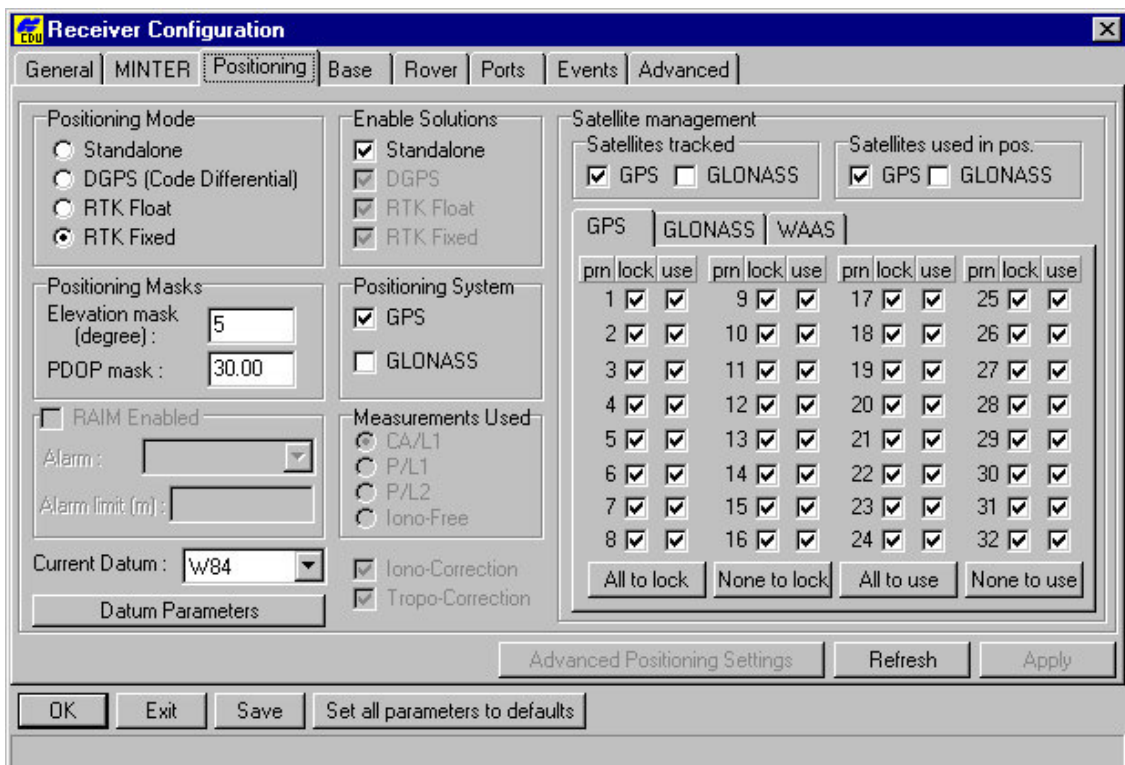 EDU
Receiver Configuration
General MINTER Positioning Base Rover Ports Events Advanced
Positioning Mode
Standalone
DGPS (Code Differential)
RTK Float
RTK Fixed
Enable Solutions
Standalone
DGPS
RTK Float
RTK Fixed
Satellite management
Satellites tracked
GPS GLONASS
Satellites used in pos.
GPS GLONASS
Positioning Masks
Elevation mask
(degree) : 5
PDOP mask : 30.00
Positioning System
GPS
GLONASS
RAIM Enabled
Alarm :
Alarm limit (m) :
Measurements Used
CA/L1
P/L1
P/L2
Iono-Free
Current Datum : W84
Datum Parameters
Iono-Correction
Tropo-Correction
GPS GLONASS WAAS
prn lock use prn lock use prn lock use prn lock use
1 9 17 25
2 10 18 26
3 11 19 27
4 12 20 28
5 13 21 29
6 14 22 30
7 15 23 31
8 16 24 32
All to lock None to lock All to use None to use
Advanced Positioning Settings Refresh Apply
OK Exit Save Set all parameters to defaults